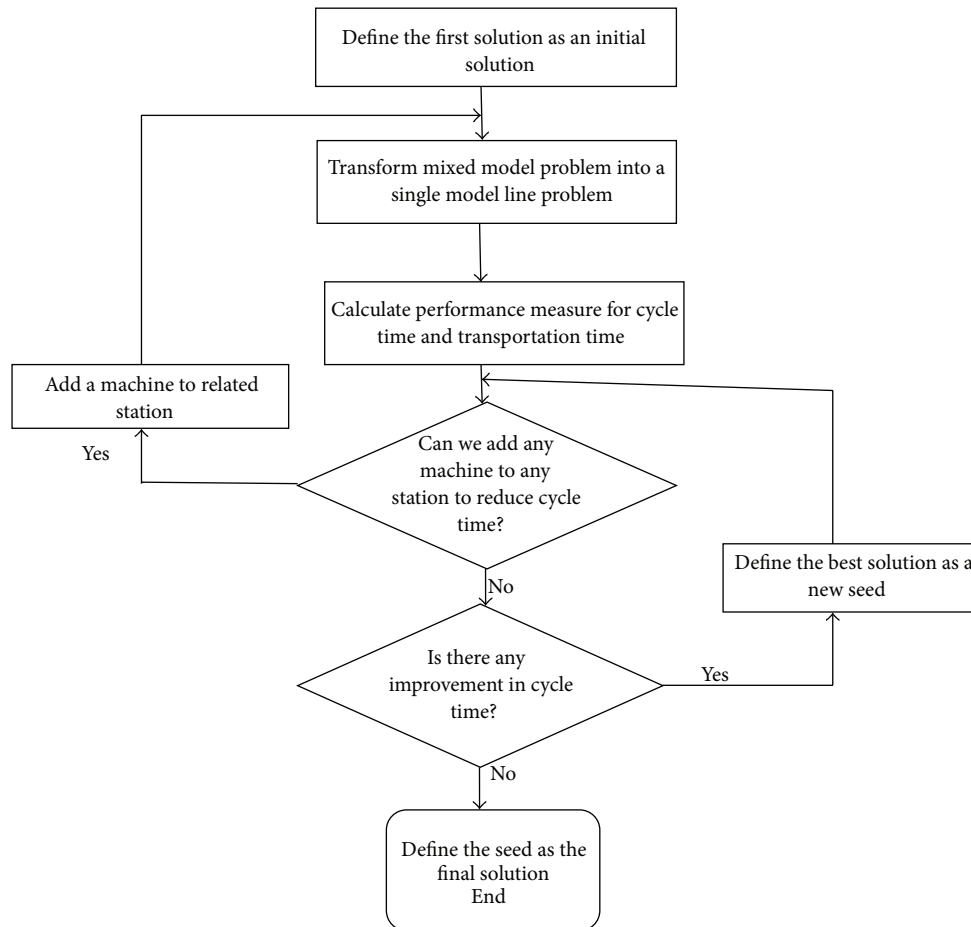 Define the first solution as an initial
solution
Transform mixed model problem into a
single model line problem
Calculate performance measure for cycle
time and transportation time
Add a machine to related
station
Yes
Can we add any
machine to any
station to reduce cycle
time?
No
Define the best solution as a
new seed
Is there any
improvement in cycle
time?
Yes
No
Define the seed as the
final solution
End